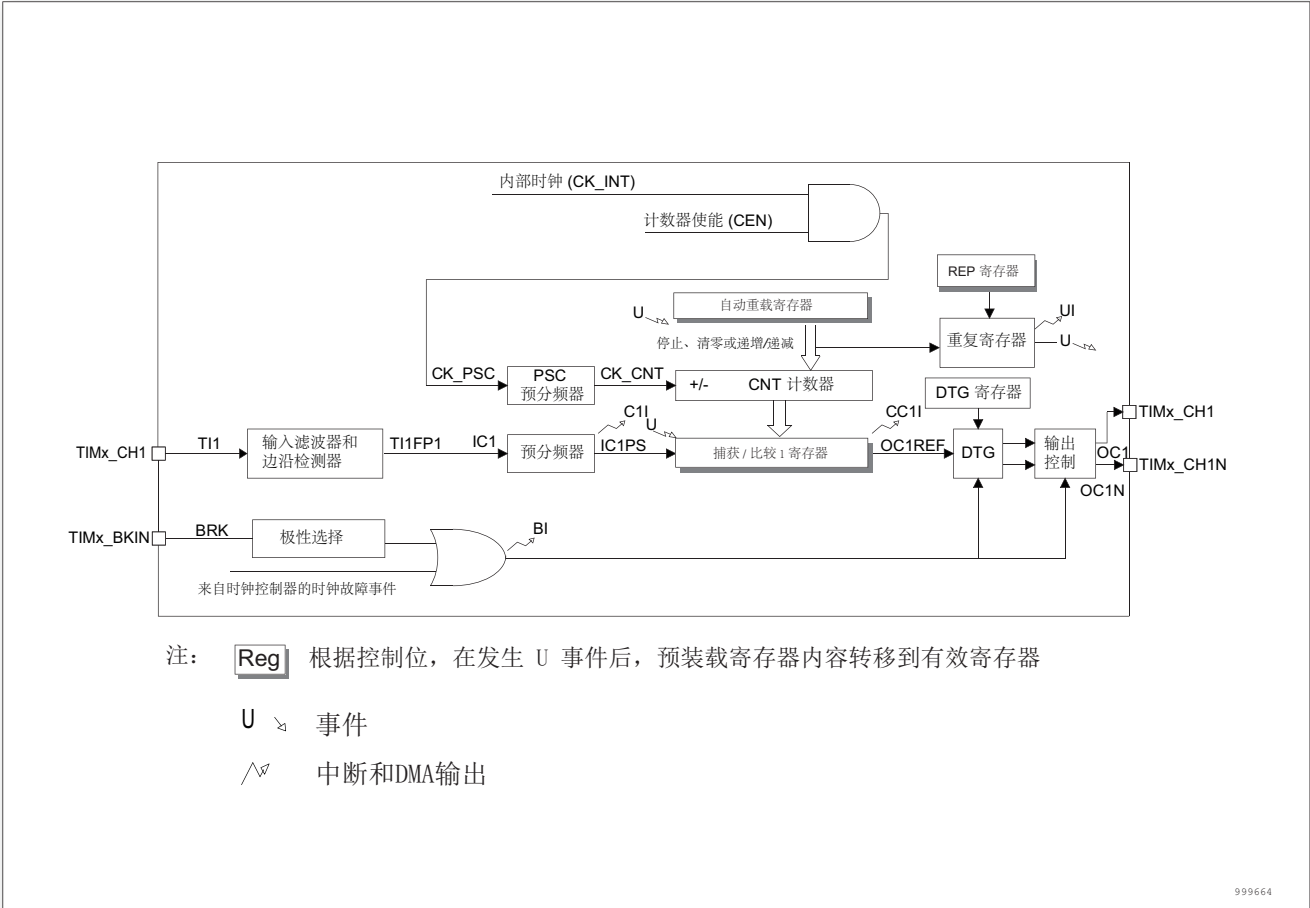 内部时钟 (CK_INT)
计数器使能 (CEN)
REP 寄存器
U
自动重载寄存器
UI
停止、清零或递增/递减
重复寄存器
U
CK_PSC
PSC
预分频器
CK_CNT
+/-
CNT 计数器
DTG 寄存器
TIMx_CH1
TI1
输入滤波器和
边沿检测器
TI1FP1
IC1
预分频器
C1I
IC1PS
U
捕获 / 比较 1 寄存器
CC1I
OC1REF
DTG
输出
控制
OC1
TIMx_CH1
TIMx_CH1N
OC1N
TIMx_BKIN
BRK
极性选择
BI
来自时钟控制器的时钟故障事件
注：
Reg
根据控制位，在发生 U 事件后，预装载寄存器内容转移到有效寄存器
U
事件
中断和DMA输出
999664